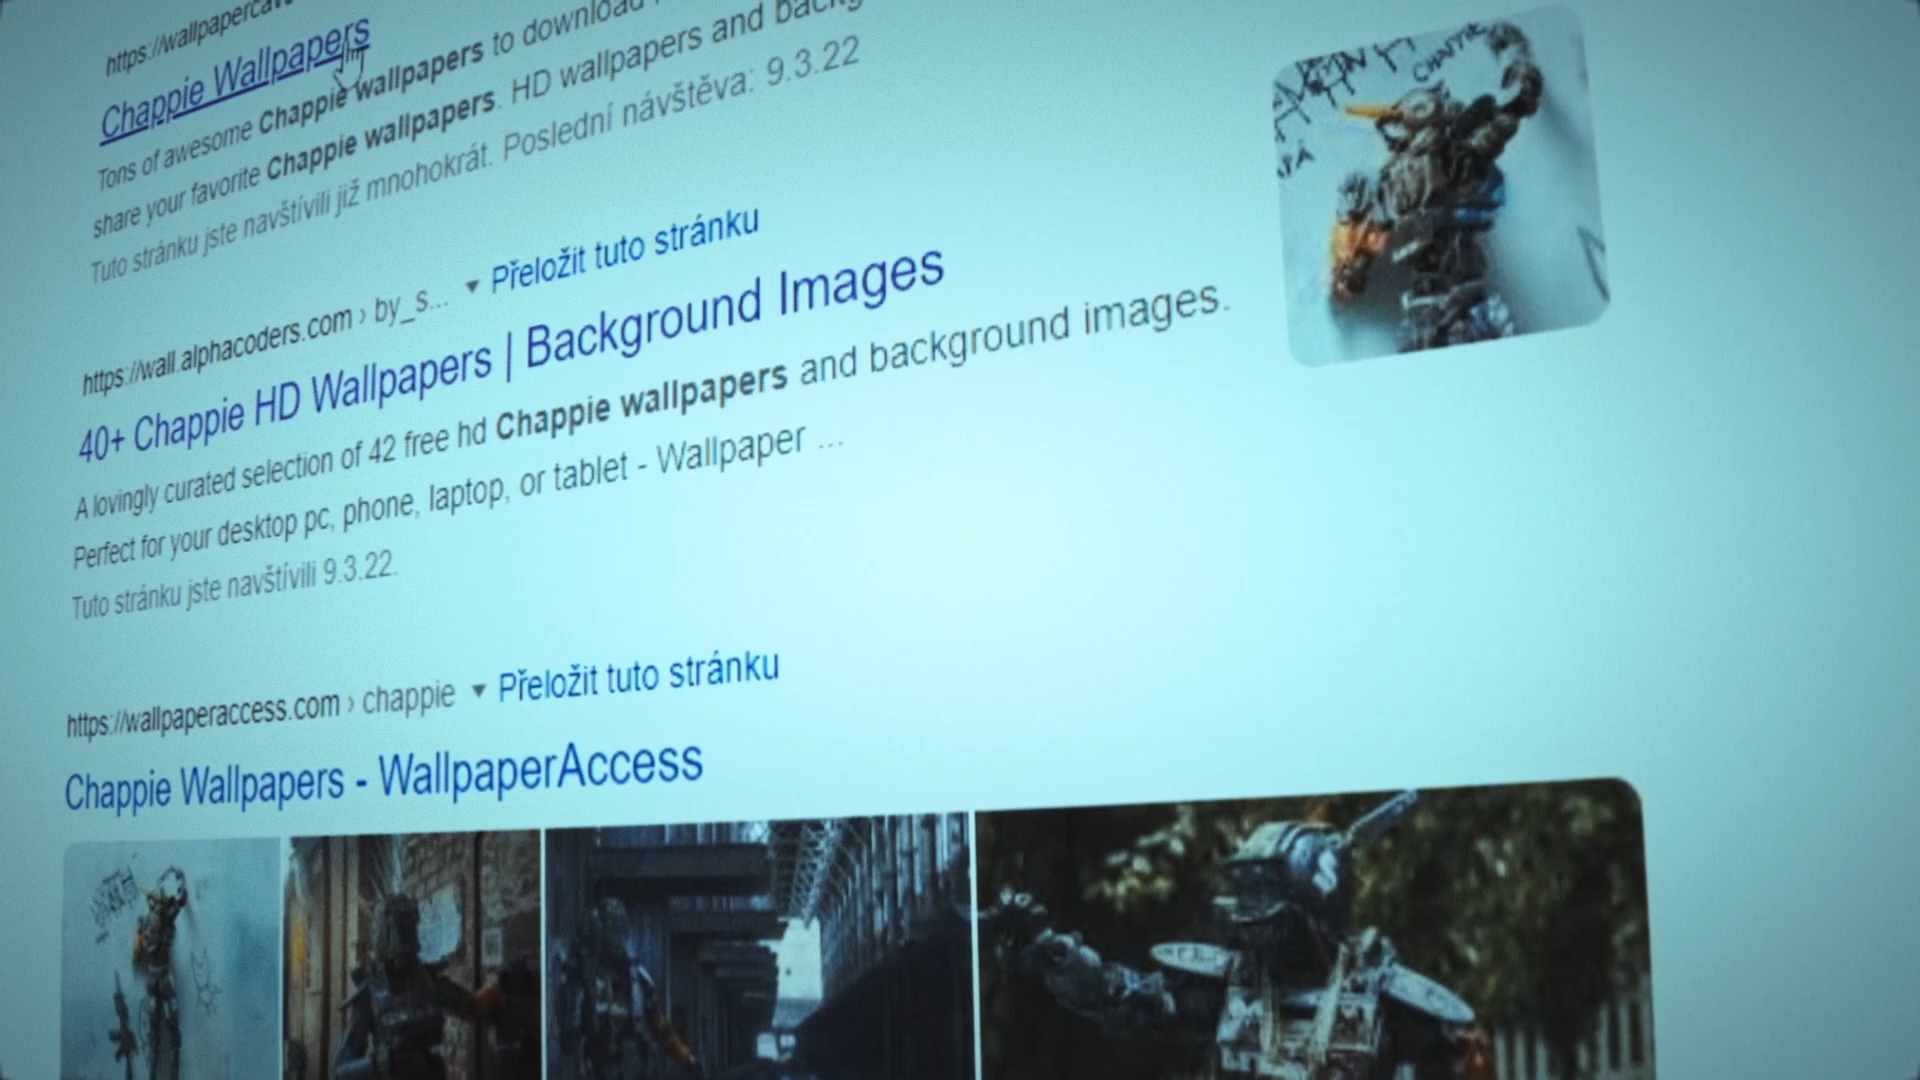 https://wallpapercav
Chappie Wallpapers
Tons of awesome Chappie wallpapers to download
share your favorite Chappie wallpapers. HD wallpapers and backg
Tuto stránku jste navštívili již mnohokrát. Poslední návštěva: 9.3.22
https://wall.alphacoders.com › by_s... ▼ Přeložit tuto stránku
40+ Chappie HD Wallpapers | Background Images
A lovingly curated selection of 42 free hd Chappie wallpapers and background images.
Perfect for your desktop pc, phone, laptop, or tablet - Wallpaper ...
Tuto stránku jste navštívili 9.3.22.
https://wallpaperaccess.com › chappie ▼ Přeložit tuto stránku
Chappie Wallpapers - WallpaperAccess
CHAPPIE